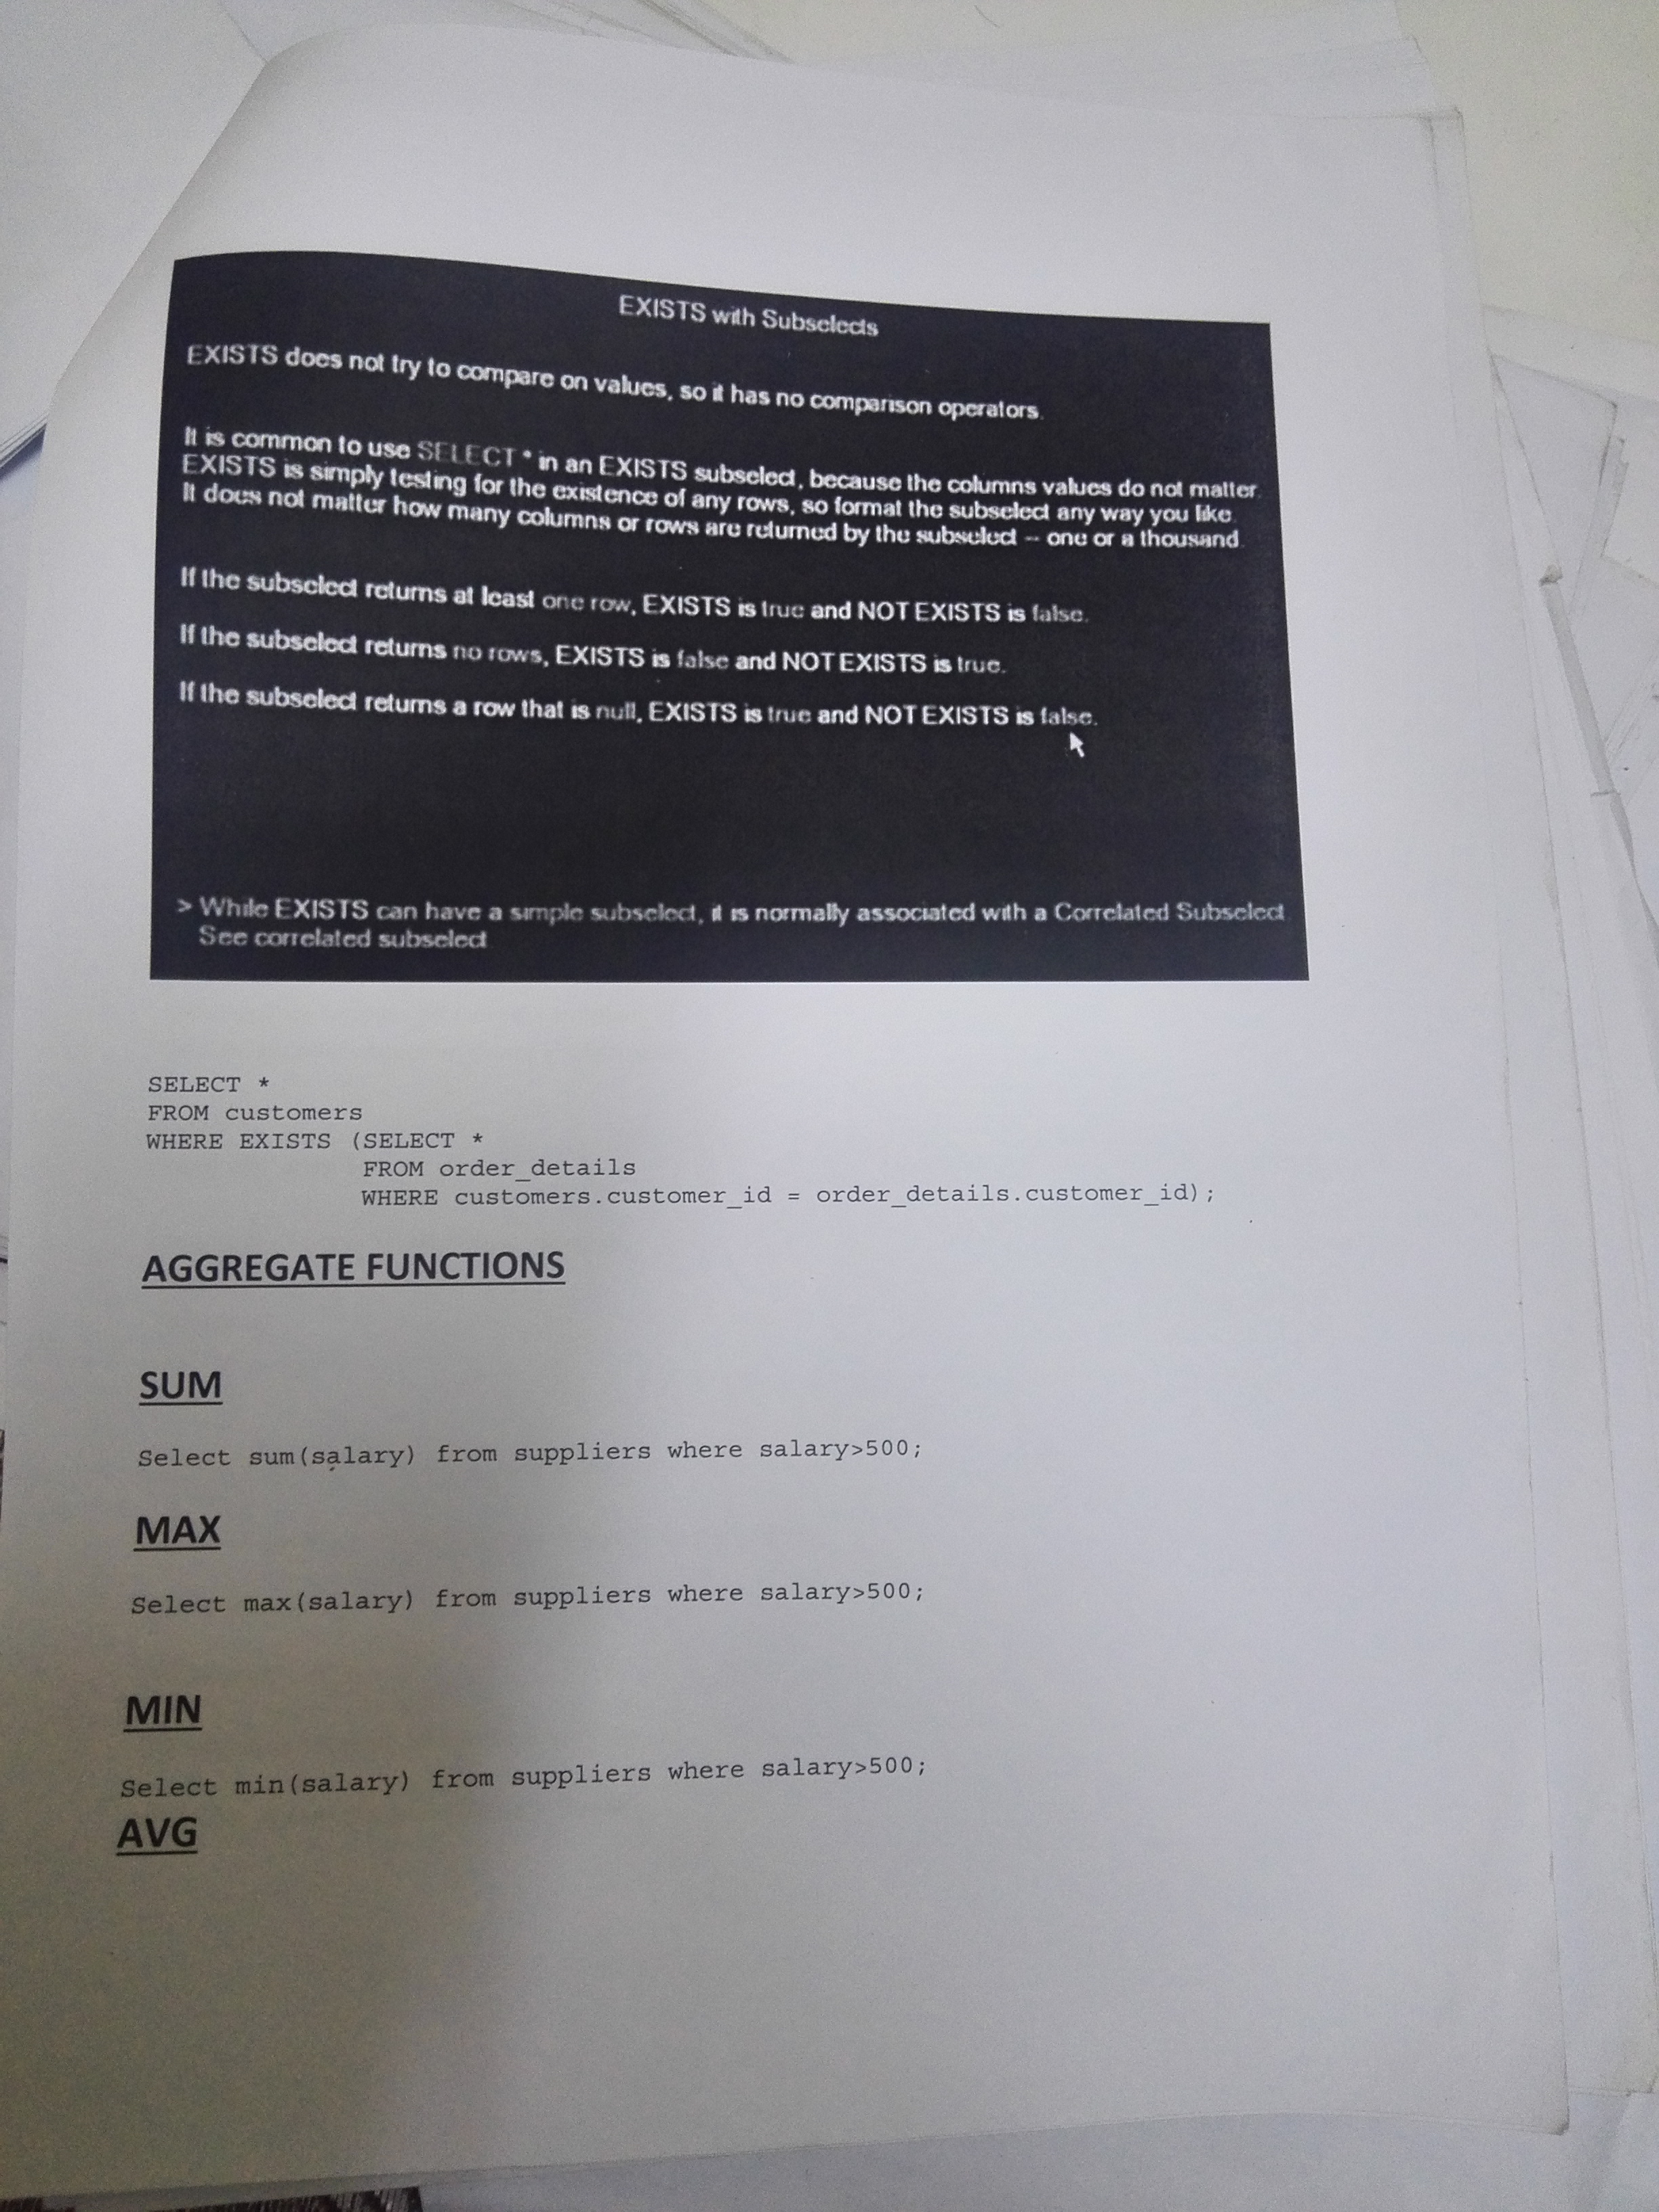 EXISTS with Subselects
EXISTS does not try to compare on values, so it has no comparison operators.
It is common to use SELECT * in an EXISTS subselect, because the columns values do not matter.
EXISTS is simply testing for the existence of any rows, so format the subselect any way you like.
It does not matter how many columns or rows are returned by the subselect -- one or a thousand.
If the subselect returns at least one row, EXISTS is true and NOT EXISTS is false.
If the subselect returns no rows, EXISTS is false and NOT EXISTS is true.
If the subselect returns a row that is null, EXISTS is true and NOT EXISTS is false.
> While EXISTS can have a simple subselect, it is normally associated with a Correlated Subselect
See correlated subselect
SELECT *
FROM customers
WHERE EXISTS (SELECT *
FROM order_details
WHERE customers.customer_id = order_details.customer_id);
AGGREGATE FUNCTIONS
SUM
Select sum(salary) from suppliers where salary>500;
MAX
Select max(salary) from suppliers where salary>500;
MIN
Select min(salary) from suppliers where salary>500;
AVG